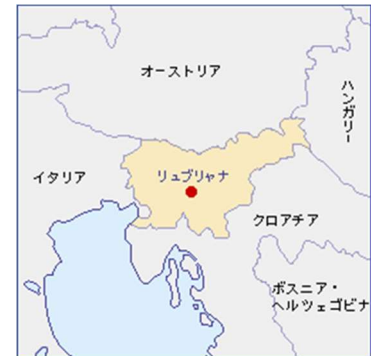 オーストリア
ハンガリー
イタリア
リュブリャナ
クロアチア
ボスニア・
ヘルツェゴビナ